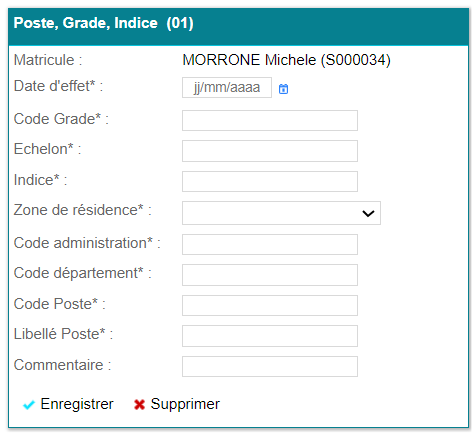 Poste, Grade, Indice (01)
Matricule : MORRONE Michele (S000034)
Date d'effet* : jj/mm/aaaa
Code Grade* :
Echelon* :
Indice* :
Zone de résidence* :
Code administration* :
Code département* :
Code Poste* :
Libellé Poste* :
Commentaire :
Enregistrer Supprimer